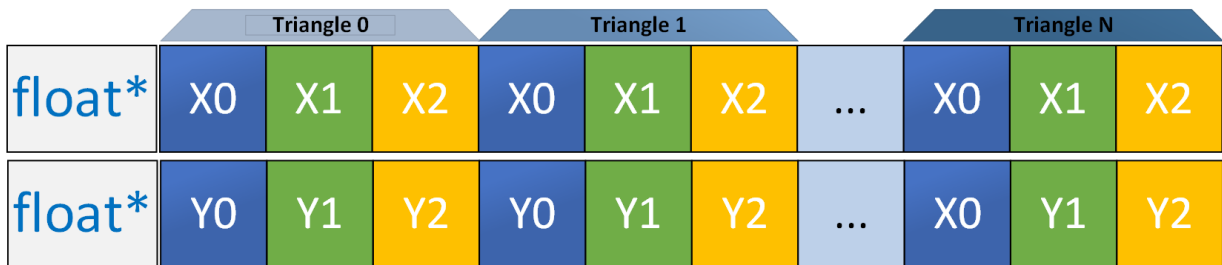 Triangle 0 Triangle 1 Triangle N
float* X0 X1 X2 X0 X1 X2 ... X0 X1 X2
float* Y0 Y1 Y2 Y0 Y1 Y2 ... X0 Y1 Y2